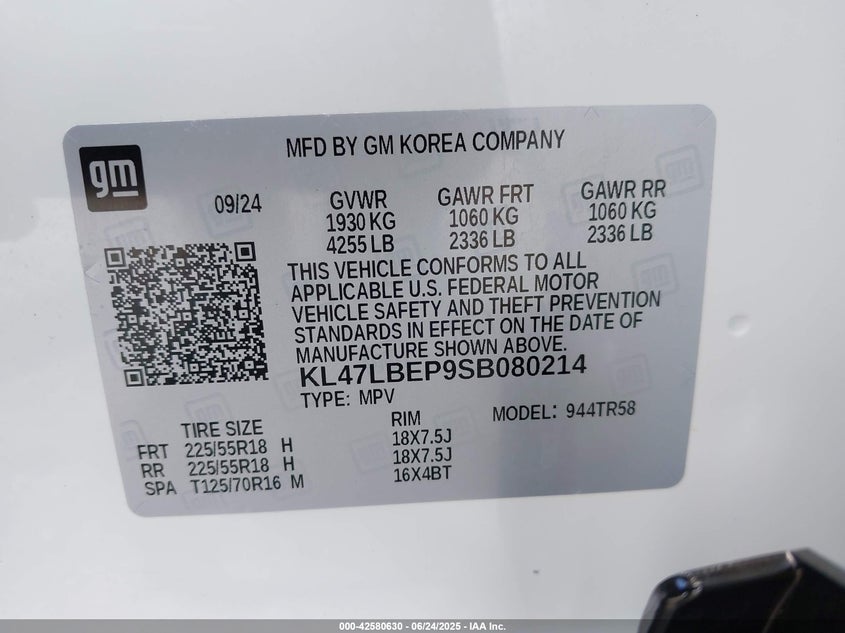 gm
MFD BY GM KOREA COMPANY
09/24
GVWR GAWR FRT GAWR RR
1930 KG 1060 KG 1060 KG
4255 LB 2336 LB 2336 LB
THIS VEHICLE CONFORMS TO ALL
APPLICABLE U.S. FEDERAL MOTOR
VEHICLE SAFETY AND THEFT PREVENTION
STANDARDS IN EFFECT ON THE DATE OF
MANUFACTURE SHOWN ABOVE.
KL47LBEP9SB080214
TYPE: MPV
MODEL: 944TR58
TIRE SIZE RIM
FRT 225/55R18 H 18X7.5J
RR 225/55R18 H 18X7.5J
SPA T125/70R16 M 16X4BT
000-42580630 - 06/24/2025 - IAA Inc.